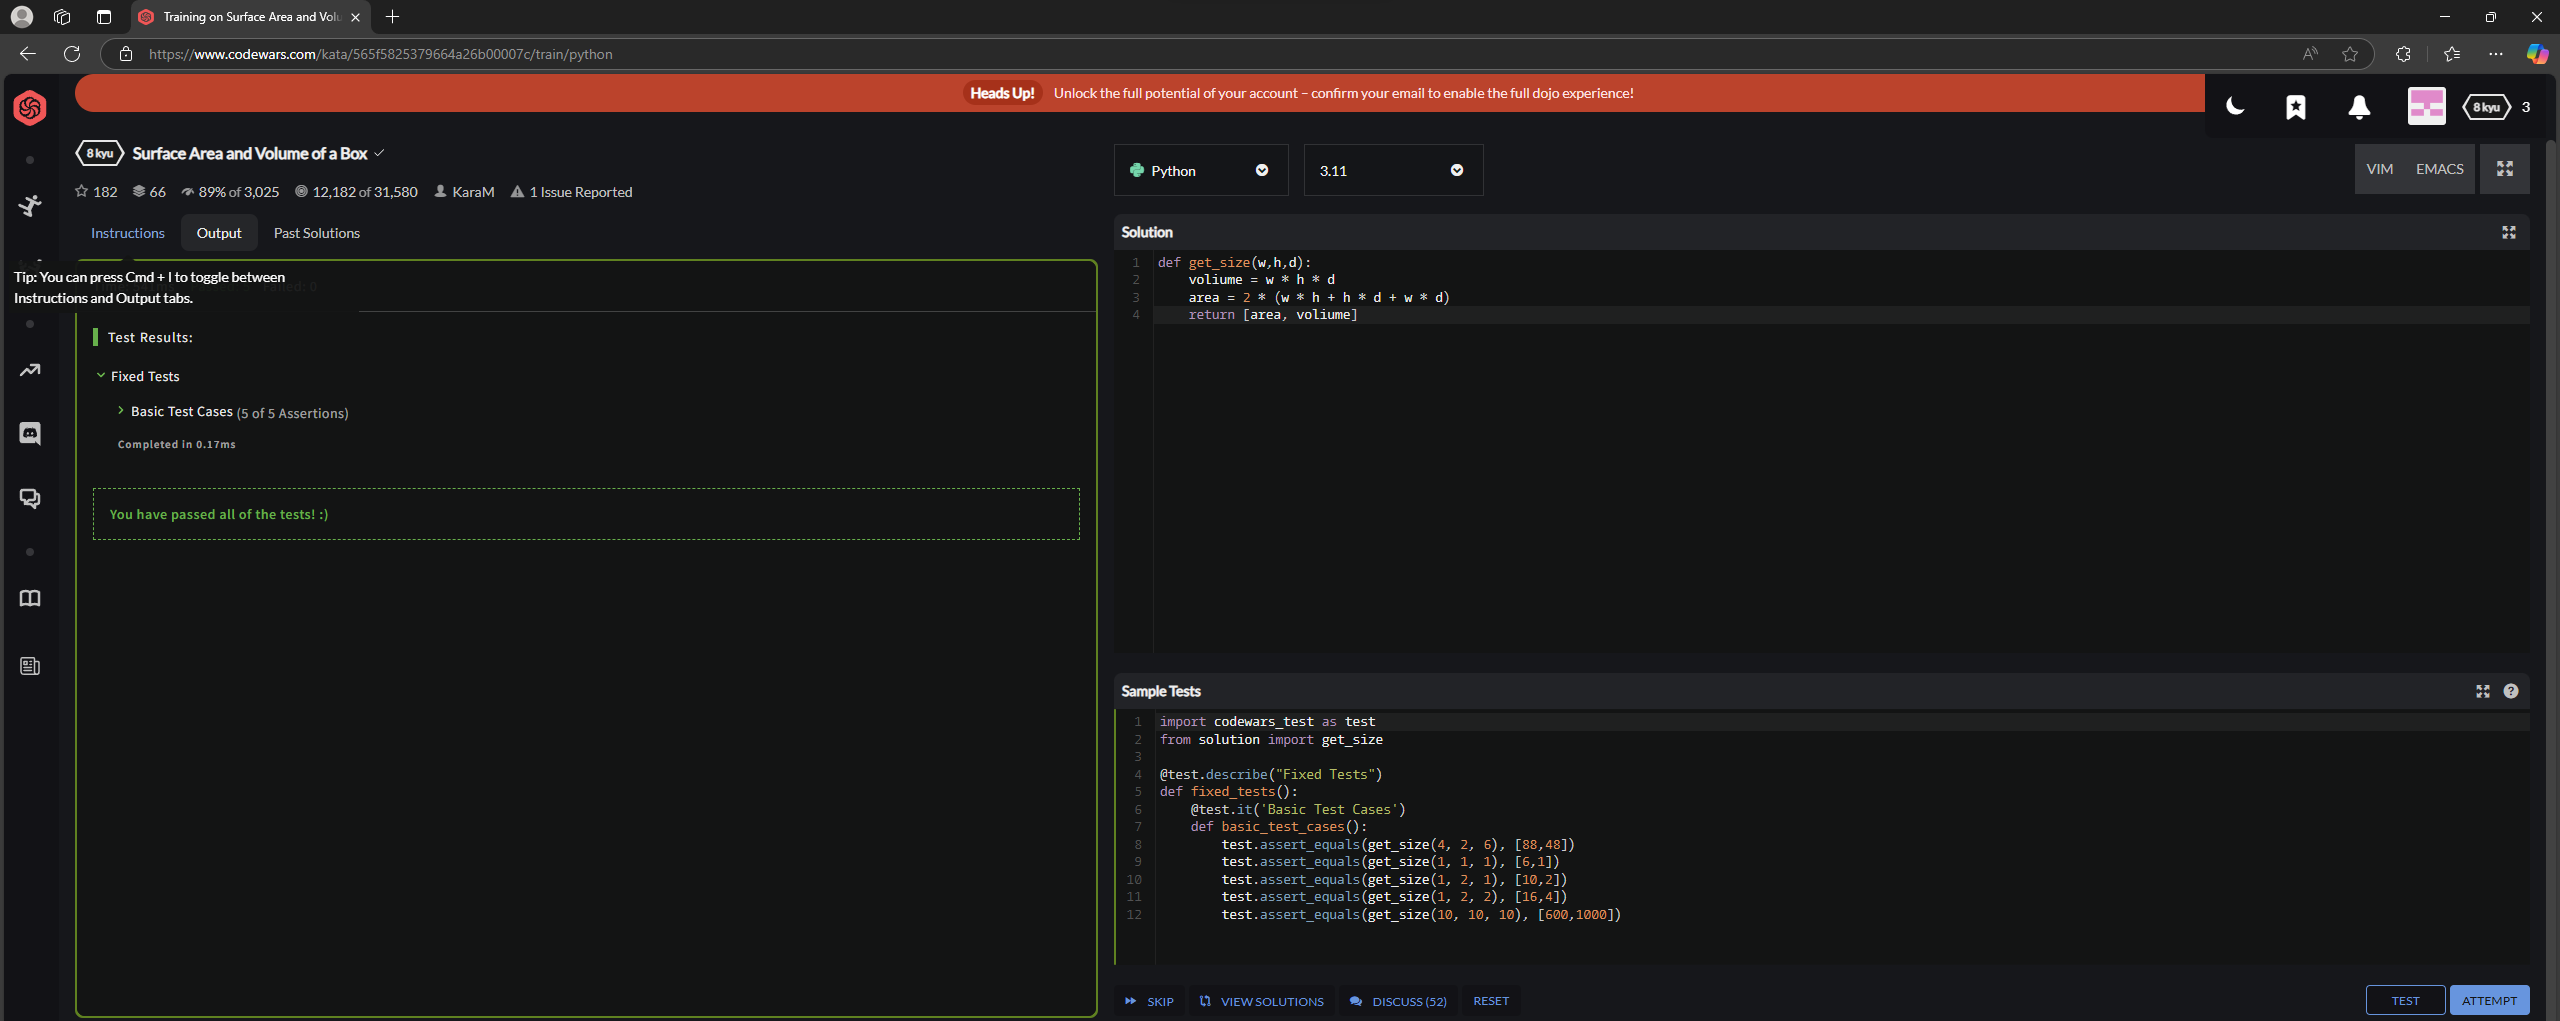 Training on Surface Area and Volu
https://www.codewars.com/kata/565f5825379664a26b00007c/train/python
Heads Up! Unlock the full potential of your account – confirm your email to enable the full dojo experience!
8 kyu 3
8 kyu Surface Area and Volume of a Box
182 66 89% of 3,025 12,182 of 31,580 KaraM 1 Issue Reported
Instructions Output Past Solutions
Tip: You can press Cmd + I to toggle between
Instructions and Output tabs.
Test Results:
Fixed Tests
Basic Test Cases (5 of 5 Assertions)
Completed in 0.17ms
You have passed all of the tests! :)
Python 3.11
VIM EMACS
Solution
1 def get_size(w,h,d):
2 voliume = w * h * d
3 area = 2 * (w * h + h * d + w * d)
4 return [area, voliume]
Sample Tests
1 import codewars_test as test
2 from solution import get_size
3
4 @test.describe("Fixed Tests")
5 def fixed_tests():
6 @test.it('Basic Test Cases')
7 def basic_test_cases():
8 test.assert_equals(get_size(4, 2, 6), [88,48])
9 test.assert_equals(get_size(1, 1, 1), [6,1])
10 test.assert_equals(get_size(1, 2, 1), [10,2])
11 test.assert_equals(get_size(1, 2, 2), [16,4])
12 test.assert_equals(get_size(10, 10, 10), [600,1000])
SKIP VIEW SOLUTIONS DISCUSS (52) RESET
TEST ATTEMPT